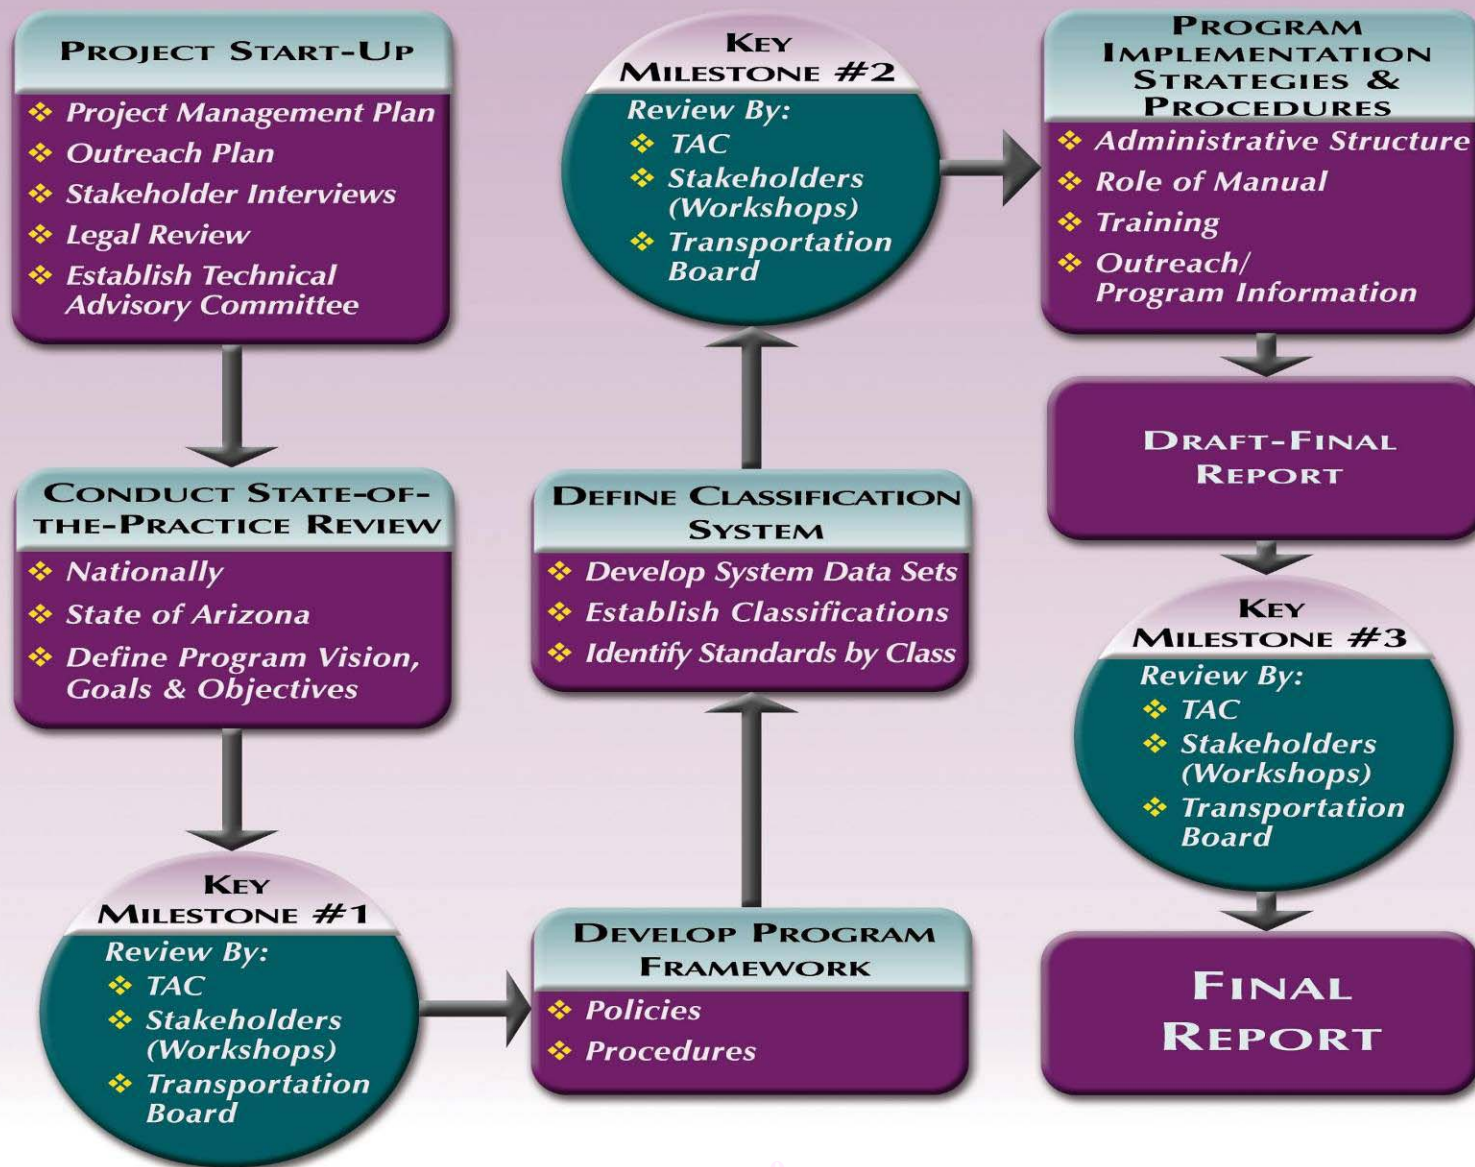 PROJECT START-UP
❖ Project Management Plan
❖ Outreach Plan
❖ Stakeholder Interviews
❖ Legal Review
❖ Establish Technical
Advisory Committee
CONDUCT STATE-OF-
THE-PRACTICE REVIEW
❖ Nationally
❖ State of Arizona
❖ Define Program Vision,
Goals & Objectives
KEY
MILESTONE #1
Review By:
❖ TAC
❖ Stakeholders
(Workshops)
❖ Transportation
Board
DEVELOP PROGRAM
FRAMEWORK
❖ Policies
❖ Procedures
DEFINE CLASSIFICATION
SYSTEM
❖ Develop System Data Sets
❖ Establish Classifications
❖ Identify Standards by Class
KEY
MILESTONE #2
Review By:
❖ TAC
❖ Stakeholders
(Workshops)
❖ Transportation
Board
PROGRAM
IMPLEMENTATION
STRATEGIES &
PROCEDURES
❖ Administrative Structure
❖ Role of Manual
❖ Training
❖ Outreach/
Program Information
DRAFT-FINAL
REPORT
KEY
MILESTONE #3
Review By:
❖ TAC
❖ Stakeholders
(Workshops)
❖ Transportation
Board
FINAL
REPORT